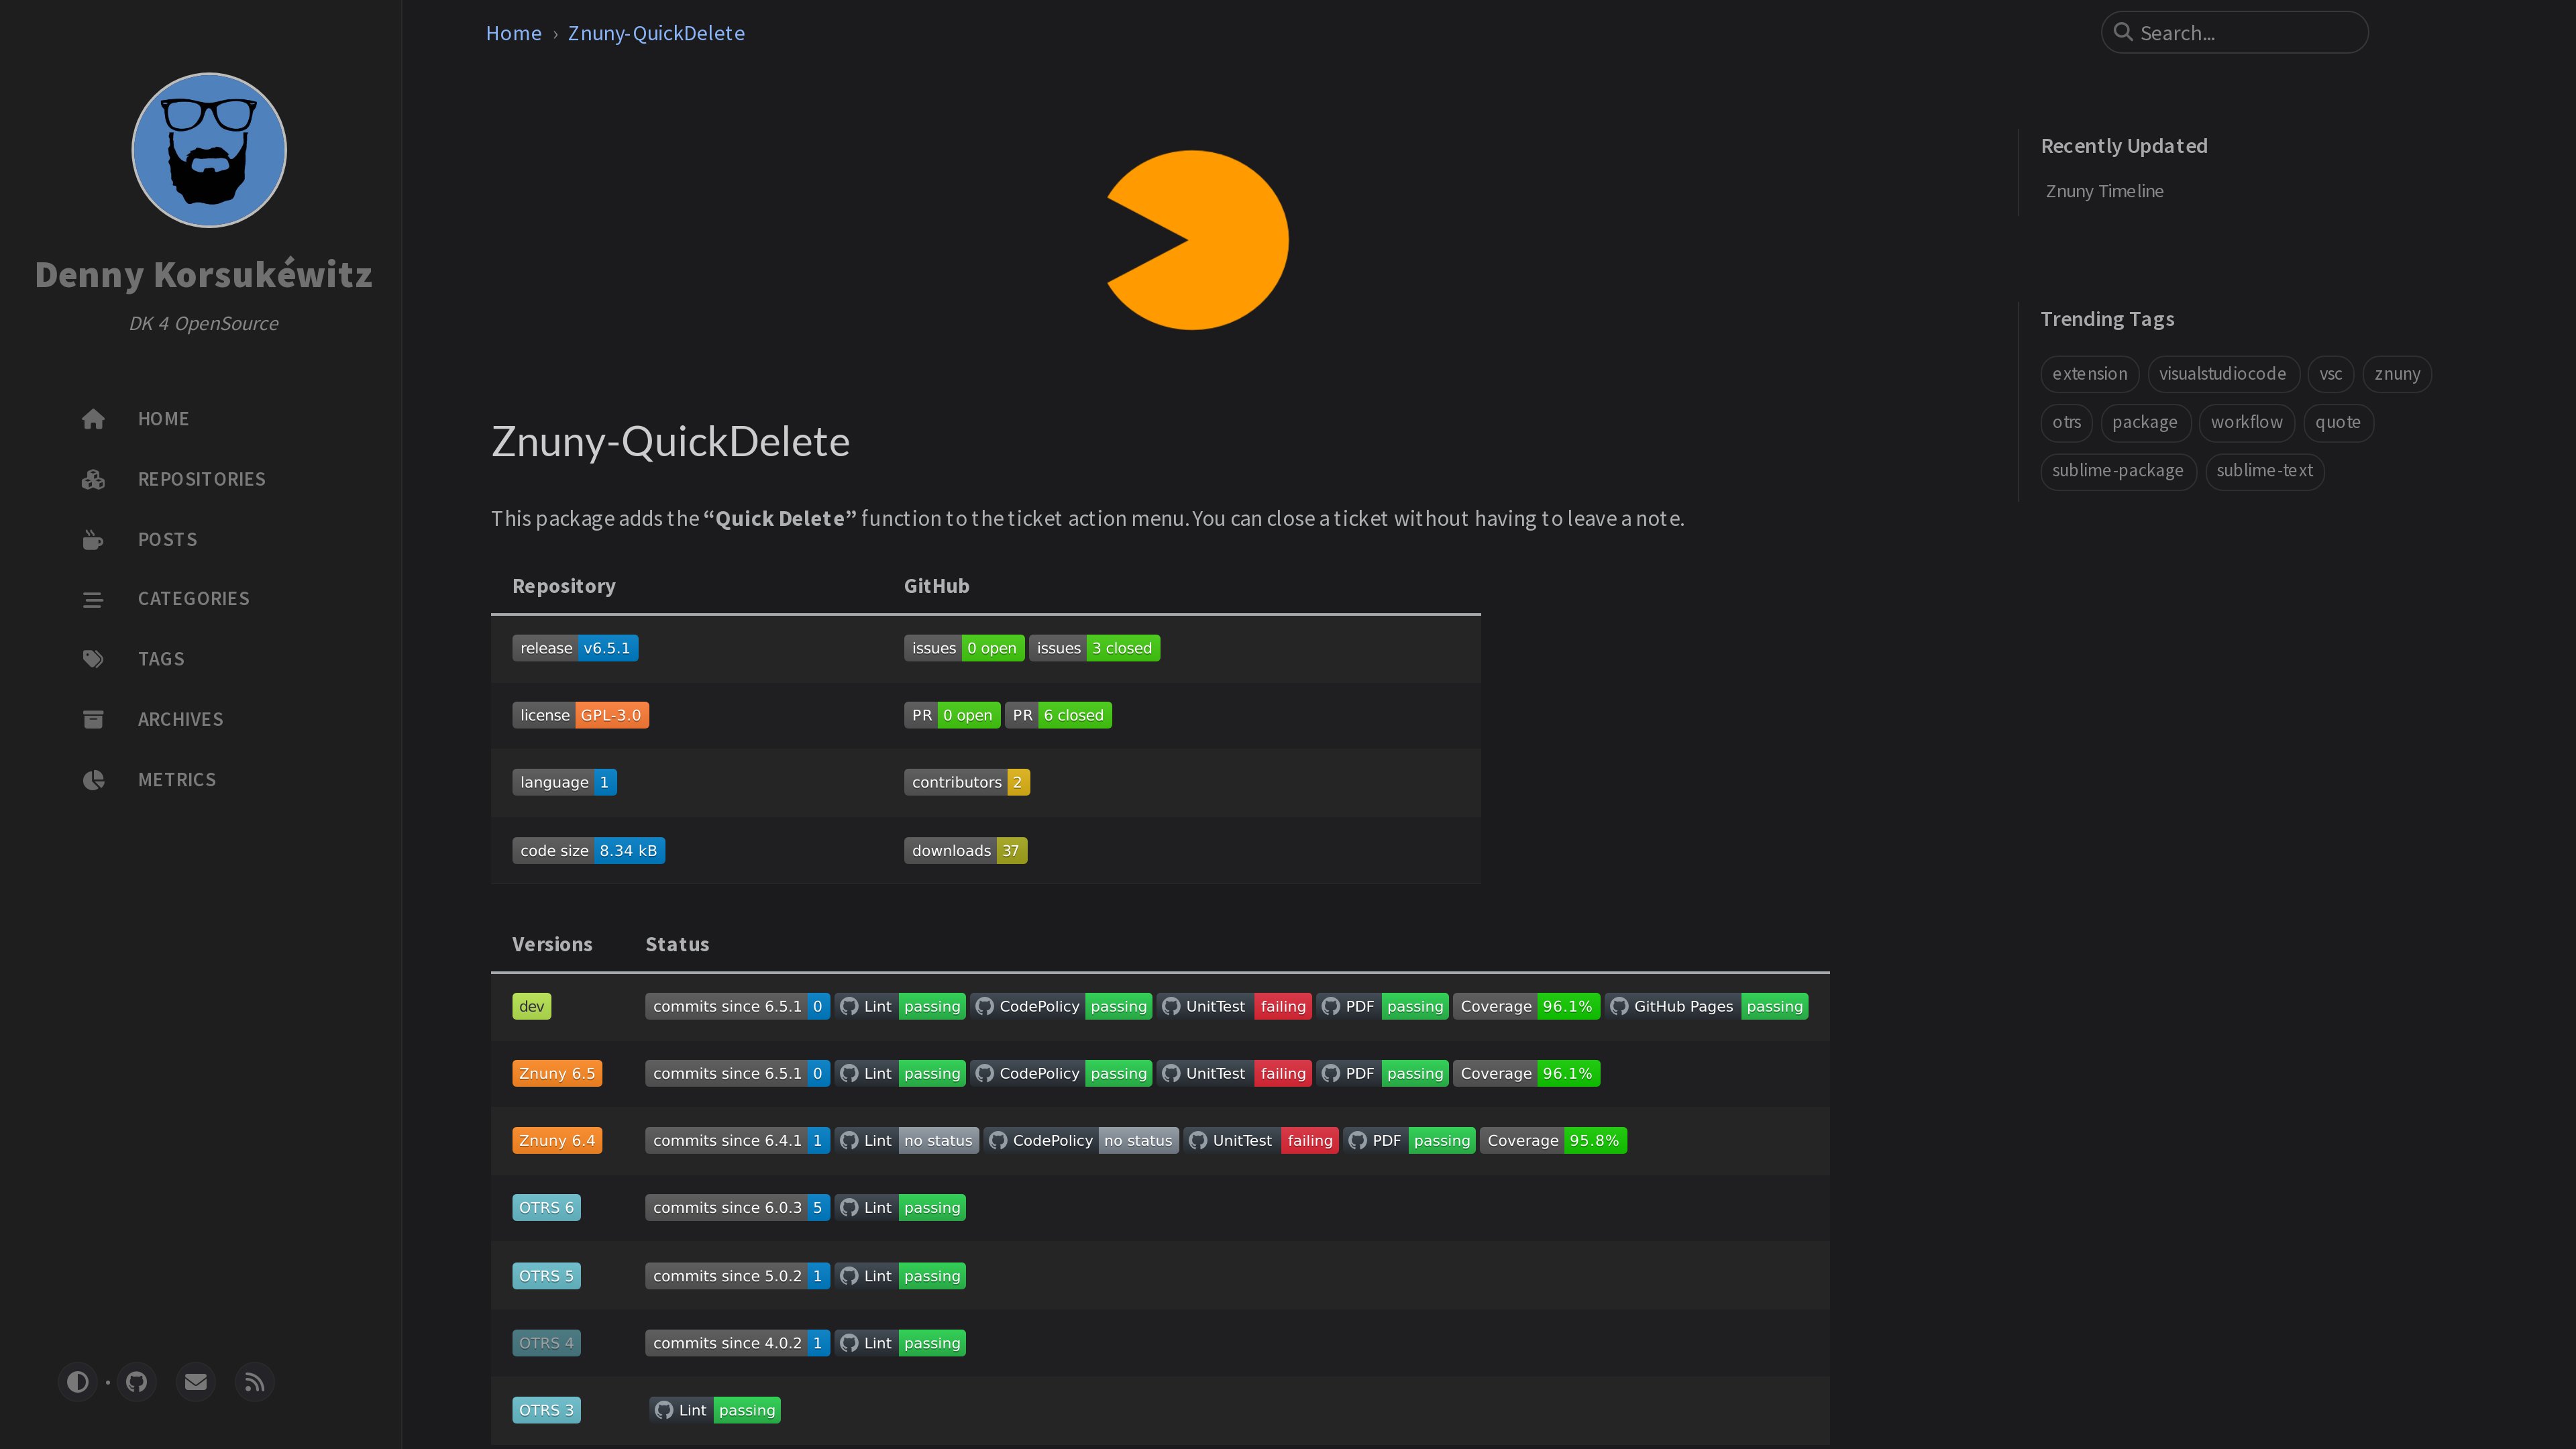 Denny Korsukéwitz
DK 4 OpenSource
HOME
REPOSITORIES
POSTS
CATEGORIES
TAGS
ARCHIVES
METRICS
Home › Znuny-QuickDelete
Search...
Znuny-QuickDelete
This package adds the “Quick Delete” function to the ticket action menu. You can close a ticket without having to leave a note.
Repository GitHub
release v6.5.1 issues 0 open issues 3 closed
license GPL-3.0 PR 0 open PR 6 closed
language 1 contributors 2
code size 8.34 kB downloads 37
Versions Status
dev commits since 6.5.1 0 Lint passing CodePolicy passing UnitTest failing PDF passing Coverage 96.1% GitHub Pages passing
Znuny 6.5 commits since 6.5.1 0 Lint passing CodePolicy passing UnitTest failing PDF passing Coverage 96.1%
Znuny 6.4 commits since 6.4.1 1 Lint no status CodePolicy no status UnitTest failing PDF passing Coverage 95.8%
OTRS 6 commits since 6.0.3 5 Lint passing
OTRS 5 commits since 5.0.2 1 Lint passing
OTRS 4 commits since 4.0.2 1 Lint passing
OTRS 3 Lint passing
Recently Updated
Znuny Timeline
Trending Tags
extension visualstudiocode vsc znuny
otrs package workflow quote
sublime-package sublime-text